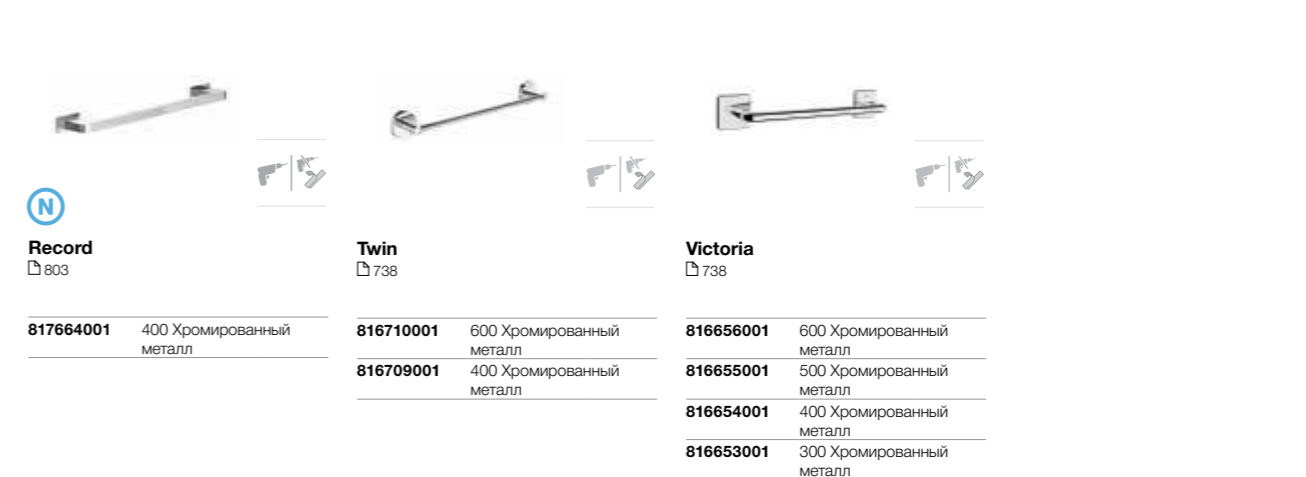 N
Record
803
817664001 400 Хромированный
металл
Twin
738
816710001 600 Хромированный
металл
816709001 400 Хромированный
металл
Victoria
738
816656001 600 Хромированный
металл
816655001 500 Хромированный
металл
816654001 400 Хромированный
металл
816653001 300 Хромированный
металл